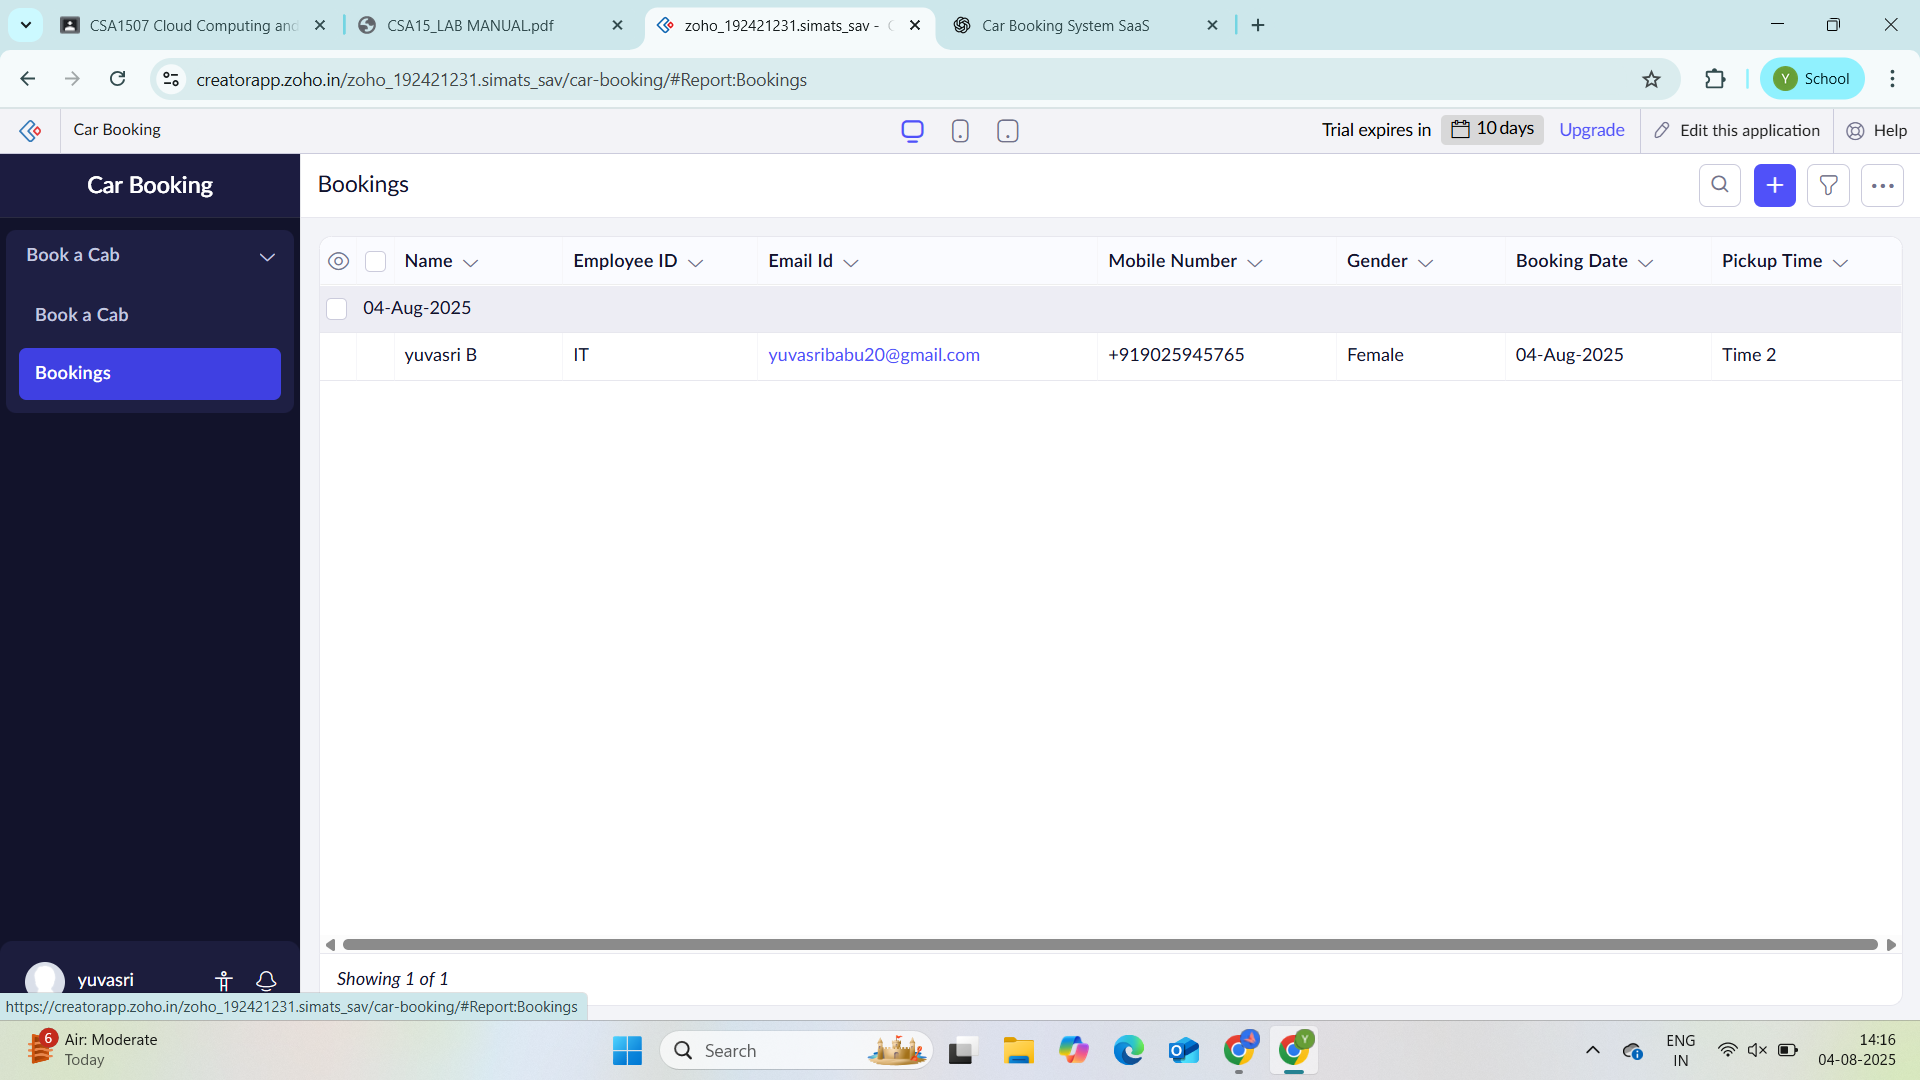 CSA1507 Cloud Computing and
CSA15_LAB MANUAL.pdf
zoho_192421231.simats_sav -
Car Booking System SaaS
creatorapp.zoho.in/zoho_192421231.simats_sav/car-booking/#Report:Bookings
Y School
Car Booking
Trial expires in 10 days Upgrade Edit this application Help
Car Booking
Bookings
Book a Cab
Book a Cab
Bookings
Name Employee ID Email Id Mobile Number Gender Booking Date Pickup Time
04-Aug-2025
yuvasri B IT yuvasribabu20@gmail.com +919025945765 Female 04-Aug-2025 Time 2
Showing 1 of 1
yuvasri
https://creatorapp.zoho.in/zoho_192421231.simats_sav/car-booking/#Report:Bookings
6
Air: Moderate
Today
Search
Y
ENG
IN
14:16
04-08-2025